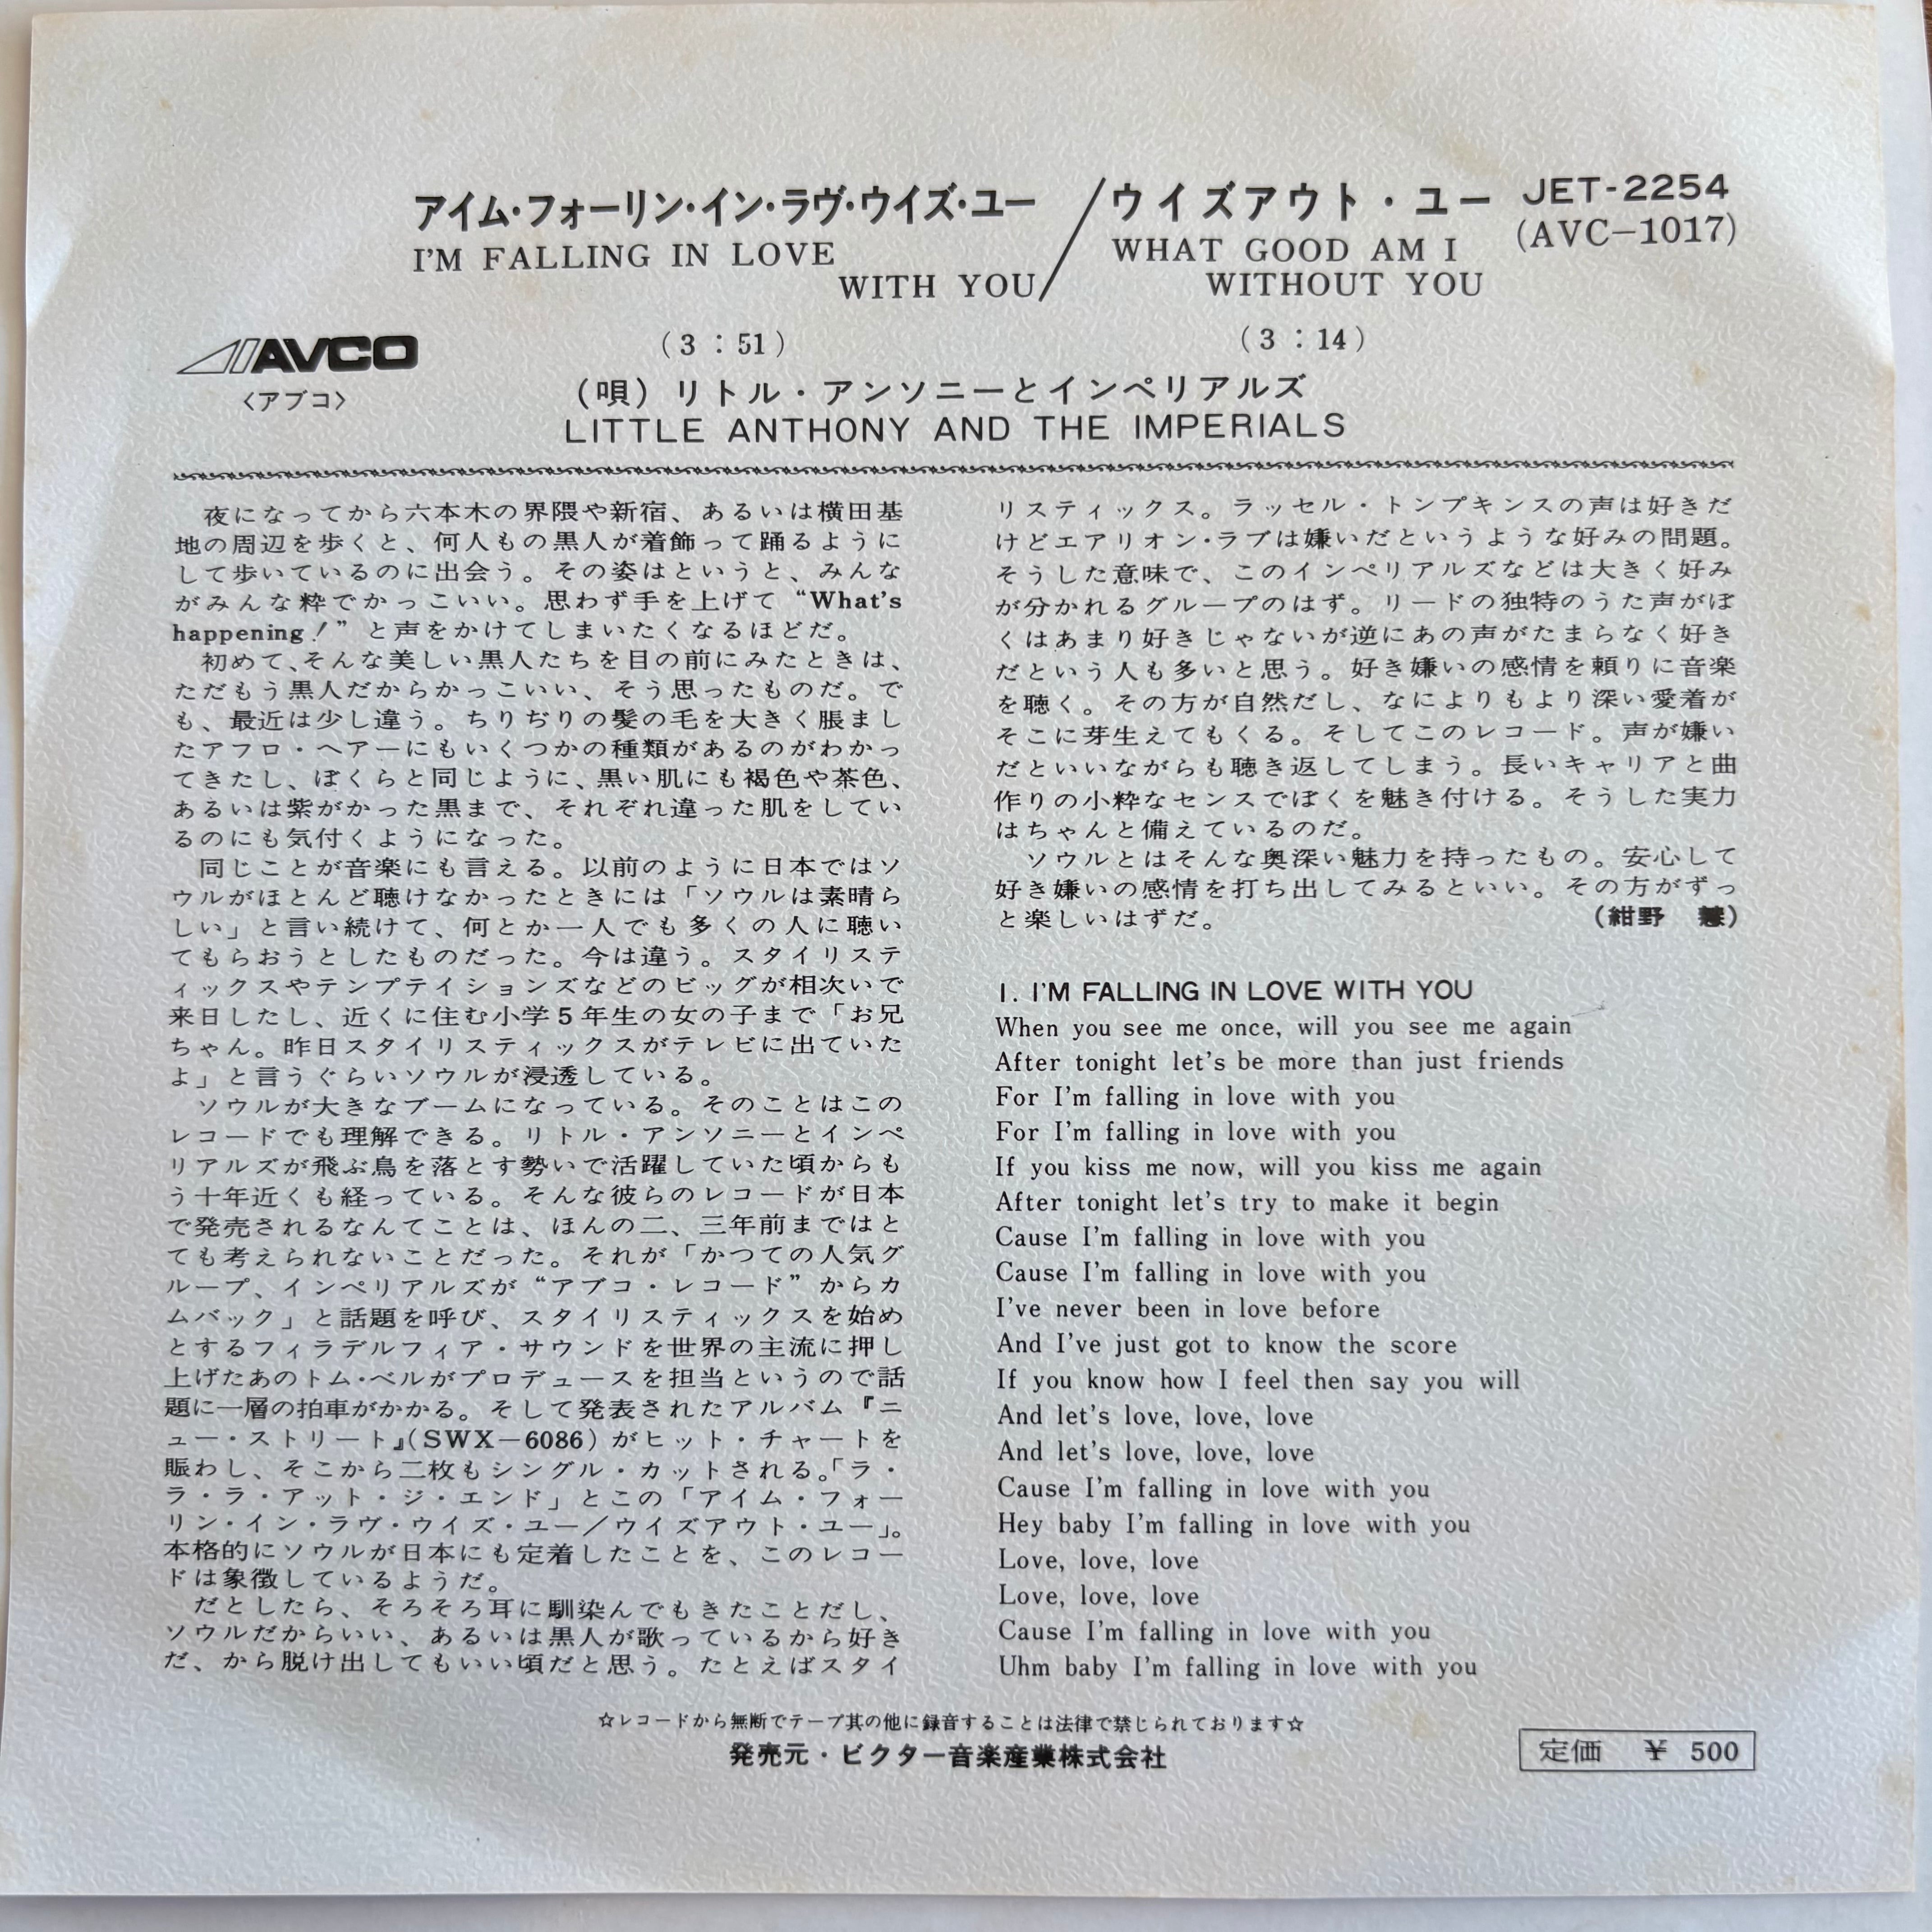 アイム・フォーリン・イン・ラヴ・ウイズ・ユー／ウイズアウト・ユー
I'M FALLING IN LOVE
WITH YOU
WHAT GOOD AM I
WITHOUT YOU
JET-2254
(AVC−1017)
(3：51)
(3：14)
AVCO
〈アブコ〉
(唄) リトル・アンソニーとインペリアルズ
LITTLE ANTHONY AND THE IMPERIALS
夜になってから六本木の界隈や新宿、あるいは横田基
地の周辺を歩くと、何人もの黒人が着飾って踊るように
して歩いているのに出会う。その姿はというと、みんな
がみんな粋でかっこいい。思わず手を上げて “What's
happening！” と声をかけてしまいたくなるほどだ。
初めて、そんな美しい黒人たちを目の前にみたときは、
ただもう黒人だからかっこいい、そう思ったものだ。で
も、最近は少し違う。ちりぢりの髪の毛を大きく脹まし
たアフロ・ヘアーにもいくつかの種類があるのがわかっ
てきたし、ぼくらと同じように、黒い肌にも褐色や茶色、
あるいは紫がかった黒まで、それぞれ違った肌をしてい
るのにも気付くようになった。
同じことが音楽にも言える。以前のように日本ではソ
ウルがほとんど聴けなかったときには「ソウルは素晴ら
しい」と言い続けて、何とか一人でも多くの人に聴い
てもらおうとしたものだった。今は違う。スタイリステ
ィックスやテンプテイションズなどのビッグが相次いで
来日したし、近くに住む小学５年生の女の子まで「お兄
ちゃん。昨日スタイリスティックスがテレビに出ていた
よ」と言うぐらいソウルが浸透している。
ソウルが大きなブームになっている。そのことはこの
レコードでも理解できる。リトル・アンソニーとインペ
リアルズが飛ぶ鳥を落とす勢いで活躍していた頃からも
う十年近くも経っている。そんな彼らのレコードが日本
で発売されるなんてことは、ほんの二、三年前まではと
ても考えられないことだった。それが「かつての人気グ
ループ、インペリアルズが“アブコ・レコード”からカ
ムバック」と話題を呼び、スタイリスティックスを始め
とするフィラデルフィア・サウンドを世界の主流に押し
上げたあのトム・ベルがプロデュースを担当というので話
題に一層の拍車がかかる。そして発表されたアルバム『ニ
ュー・ストリート』(SWX−6086) がヒット・チャートを
賑わし、そこから二枚もシングル・カットされる。「ラ・
ラ・ラ・アット・ジ・エンド」とこの「アイム・フォー
リン・イン・ラヴ・ウイズ・ユー／ウイズアウト・ユー」。
本格的にソウルが日本にも定着したことを、このレコー
ドは象徴しているようだ。
だとしたら、そろそろ耳に馴染んでもきたことだし、
ソウルだからいい、あるいは黒人が歌っているから好き
だ、から脱け出してもいい頃だと思う。たとえばスタイ
リスティックス。ラッセル・トンプキンスの声は好きだ
けどエアリオン・ラブは嫌いだというような好みの問題。
そうした意味で、このインペリアルズなどは大きく好み
が分かれるグループのはず。リードの独特のうた声がぼ
くはあまり好きじゃないが逆にあの声がたまらなく好き
だという人も多いと思う。好き嫌いの感情を頼りに音楽
を聴く。その方が自然だし、なによりもより深い愛着が
そこに芽生えてもくる。そしてこのレコード。声が嫌い
だといいながらも聴き返してしまう。長いキャリアと曲
作りの小粋なセンスでぼくを魅き付ける。そうした実力
はちゃんと備えているのだ。
ソウルとはそんな奥深い魅力を持ったもの。安心して
好き嫌いの感情を打ち出してみるといい。その方がずっ
と楽しいはずだ。 (紺野 慧)
1. I'M FALLING IN LOVE WITH YOU
When you see me once, will you see me again
After tonight let's be more than just friends
For I'm falling in love with you
For I'm falling in love with you
If you kiss me now, will you kiss me again
After tonight let's try to make it begin
Cause I'm falling in love with you
Cause I'm falling in love with you
I've never been in love before
And I've just got to know the score
If you know how I feel then say you will
And let's love, love, love
And let's love, love, love
Cause I'm falling in love with you
Hey baby I'm falling in love with you
Love, love, love
Love, love, love
Cause I'm falling in love with you
Uhm baby I'm falling in love with you
☆レコードから無断でテープ其の他に録音することは法律で禁じられております☆
発売元・ビクター音楽産業株式会社
定価 ￥ 500